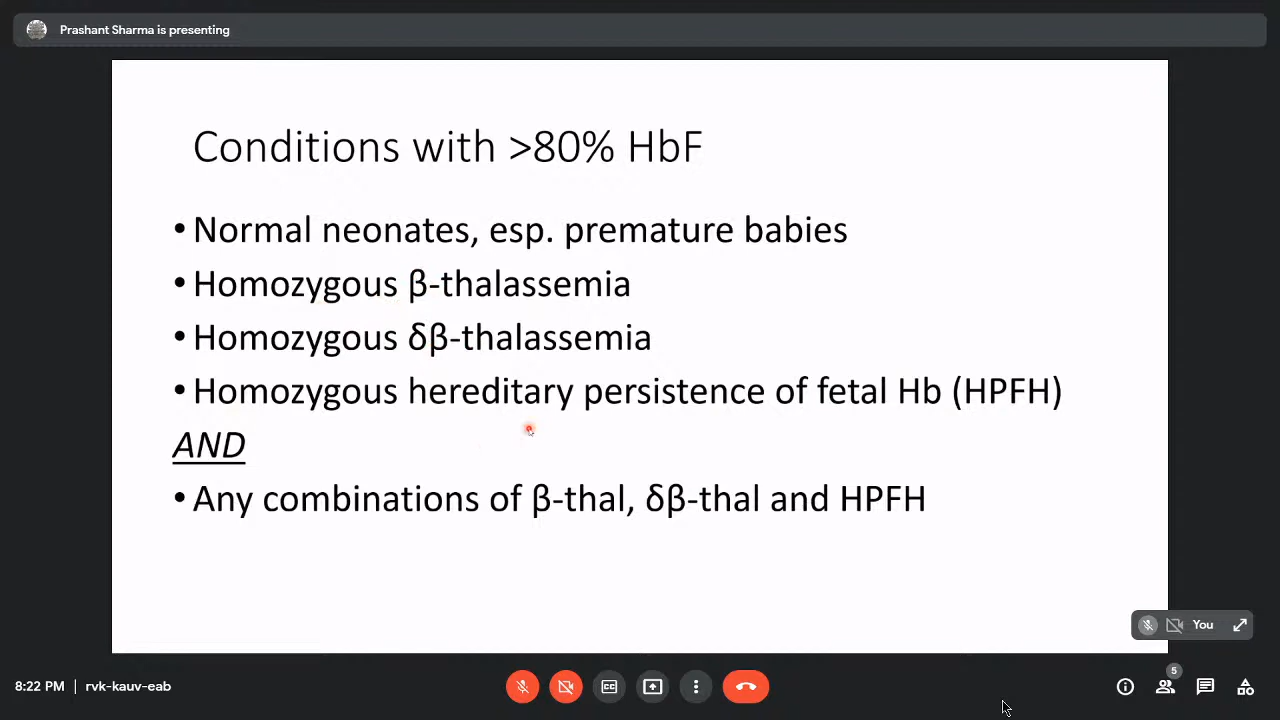 Prashant Sharma is presenting
Conditions with >80% HbF
• Normal neonates, esp. premature babies
• Homozygous β-thalassemia
• Homozygous δβ-thalassemia
• Homozygous hereditary persistence of fetal Hb (HPFH)
AND
• Any combinations of β-thal, δβ-thal and HPFH
You
8:22 PM | rvk-kauv-eab
CC
5